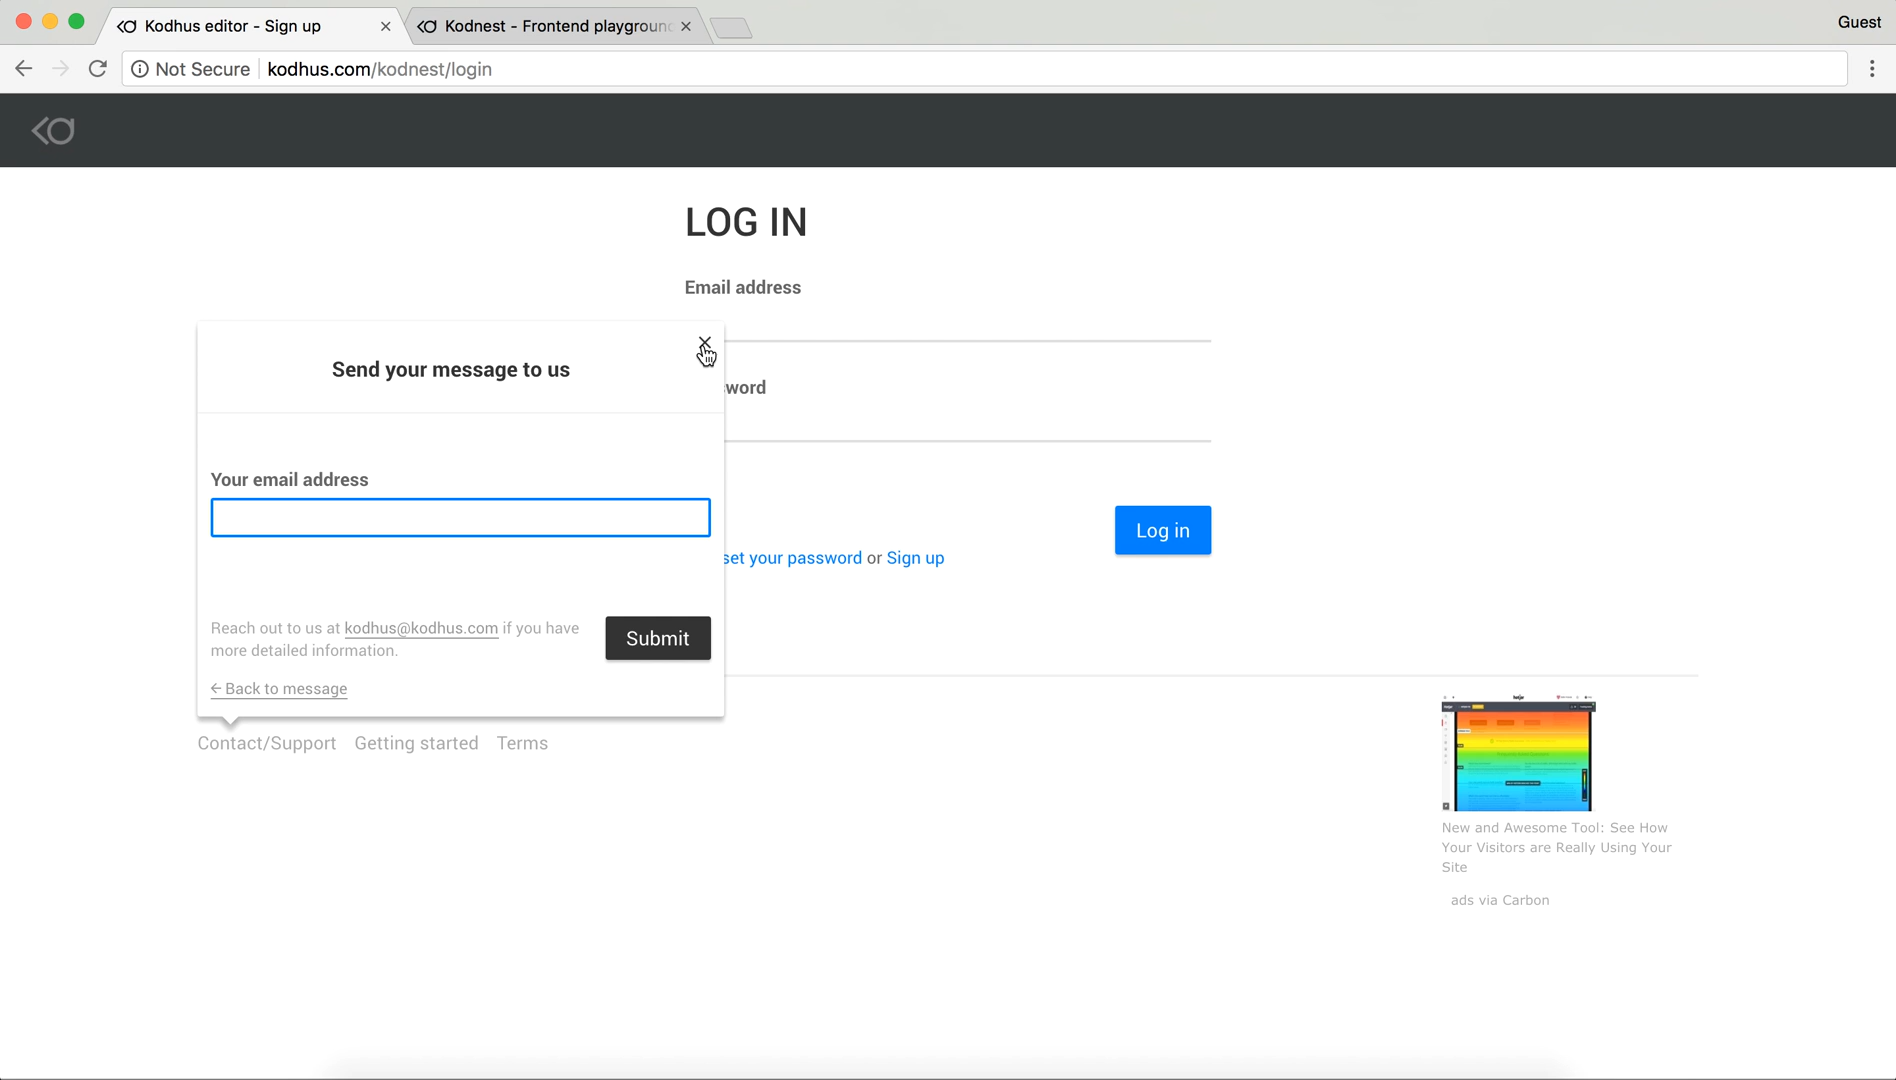 Kodhus editor - Sign up
Kodnest - Frontend playground
Guest
Not Secure
kodhus.com/kodnest/login
LOG IN
Email address
Send your message to us
sword
Your email address
set your password or Sign up
Log in
Reach out to us at kodhus@kodhus.com if you have
more detailed information.
Submit
← Back to message
Contact/Support
Getting started
Terms
New and Awesome Tool: See How
Your Visitors are Really Using Your
Site
ads via Carbon